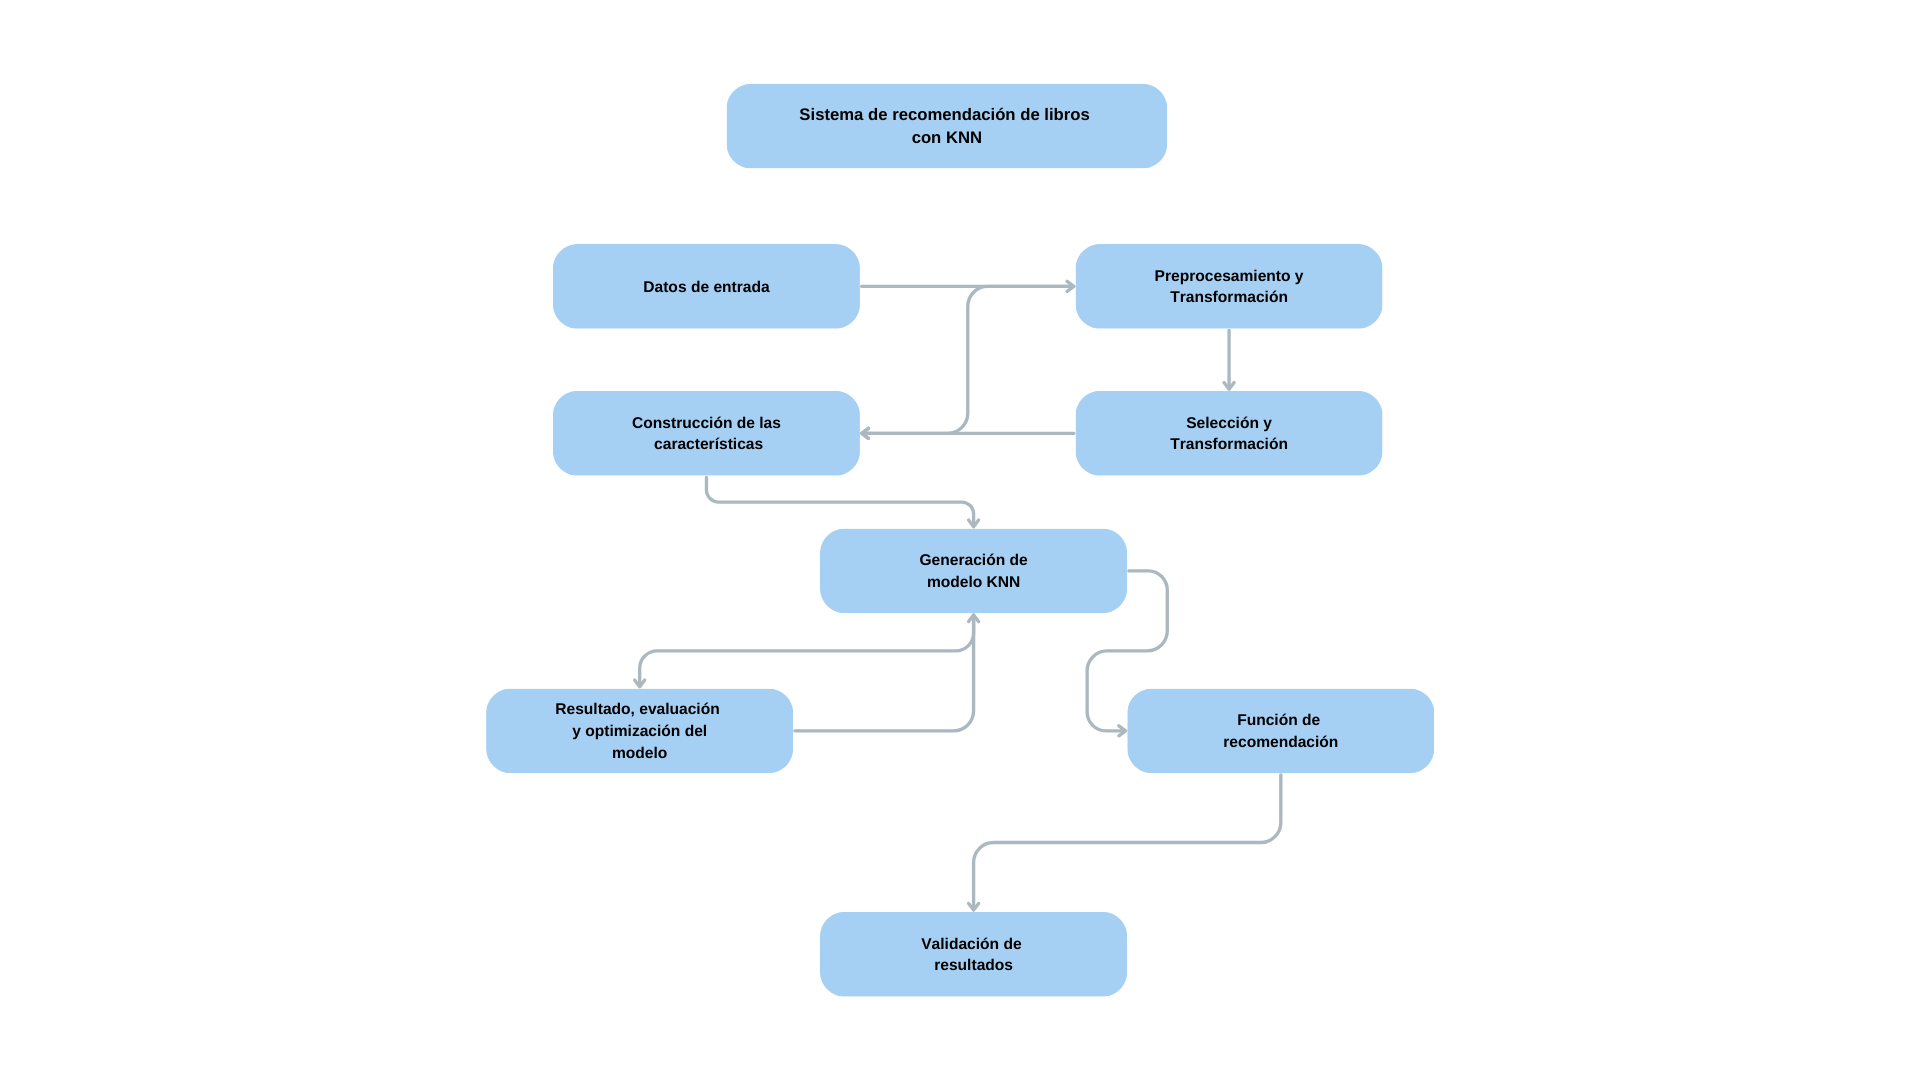 Sistema de recomendación de libros
con KNN
Datos de entrada
Preprocesamiento y
Transformación
Construcción de las
características
Selección y
Transformación
Generación de
modelo KNN
Resultado, evaluación
y optimización del
modelo
Función de
recomendación
Validación de
resultados